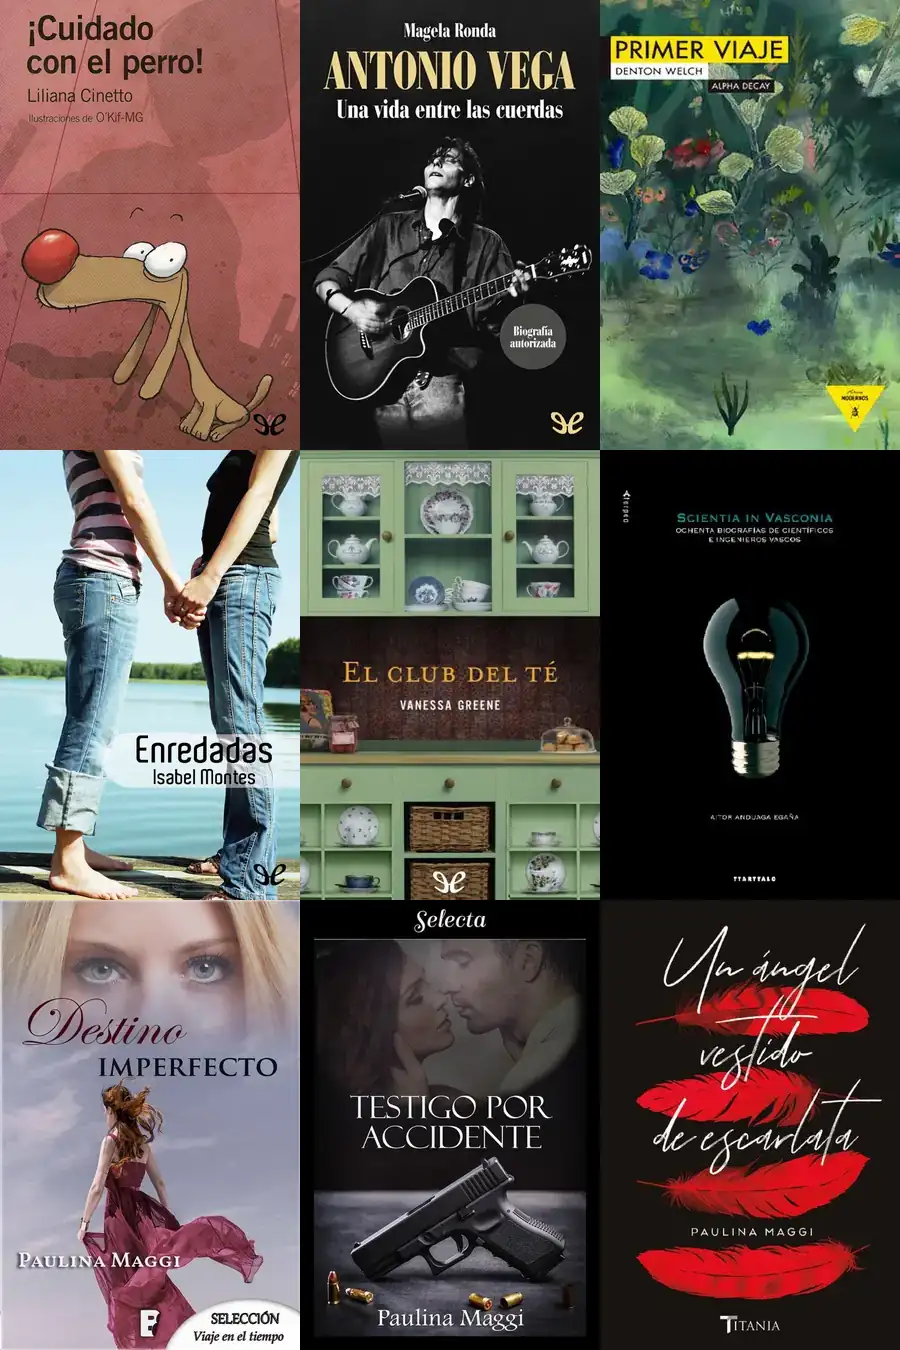 ¡Cuidado
con el perro!
Liliana Cinetto
Ilustraciones de O'Kif-MG
Magela Ronda
ANTONIO VEGA
Una vida entre las cuerdas
Biografía
autorizada
PRIMER VIAJE
DENTON WELCH
ALPHA DECAY
MODERNOS
Enredadas
Isabel Montes
EL CLUB DEL TÉ
VANESSA GREENE
SCIENTIA IN VASCONIA
OCHENTA BIOGRAFÍAS DE CIENTÍFICOS
E INGENIEROS VASCOS
AITOR ANDUAGA EGAÑA
TTARTTALO
Destino
IMPERFECTO
PAULINA MAGGI
B
SELECCIÓN
Viaje en el tiempo
Selecta
TESTIGO POR
ACCIDENTE
Paulina Maggi
Un ángel
vestido
de escarlata
PAULINA MAGGI
TITANIA